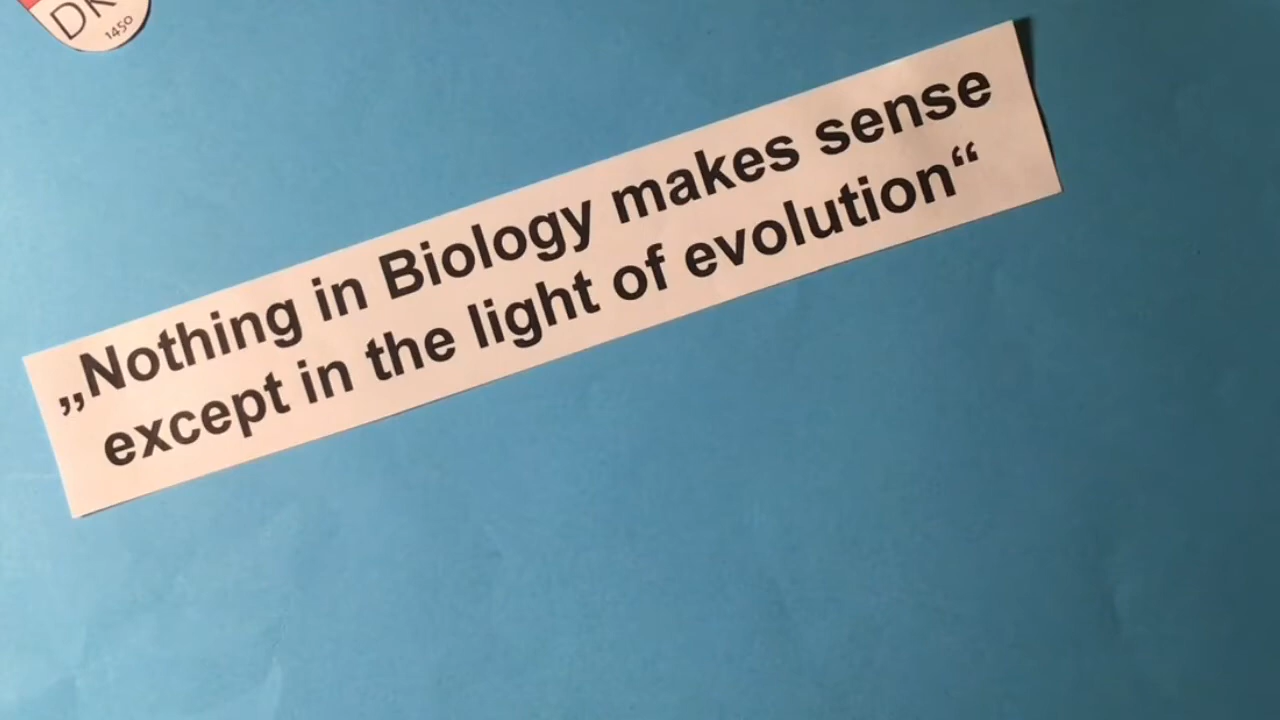 DK
1450
„Nothing in Biology makes sense
except in the light of evolution“